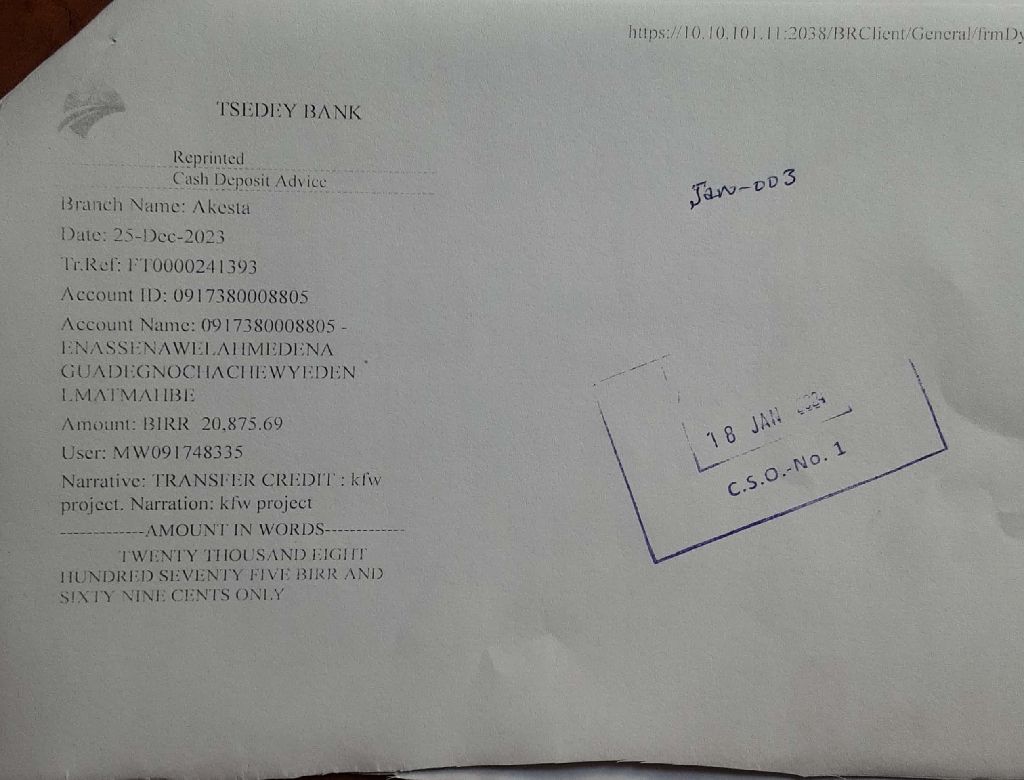 https://10.10.101.11:2038/BRClient/General/frmDy
TSEDEY BANK
Reprinted
Cash Deposit Advice
Jan-003
Branch Name: Akesta
Date: 25-Dec-2023
Tr.Ref: FT0000241393
Account ID: 0917380008805
Account Name: 0917380008805 -
ENASSENAWELAHMEDENA
GUADEGNOCHACHEWYEDEN
LMATMAHBE
Amount: BIRR 20,875.69
User: MW091748335
Narrative: TRANSFER CREDIT : kfw
project. Narration: kfw project
------------AMOUNT IN WORDS------------
TWENTY THOUSAND EIGHT
HUNDRED SEVENTY FIVE BIRR AND
SIXTY NINE CENTS ONLY
18 JAN 2024
C.S.O.-No. 1